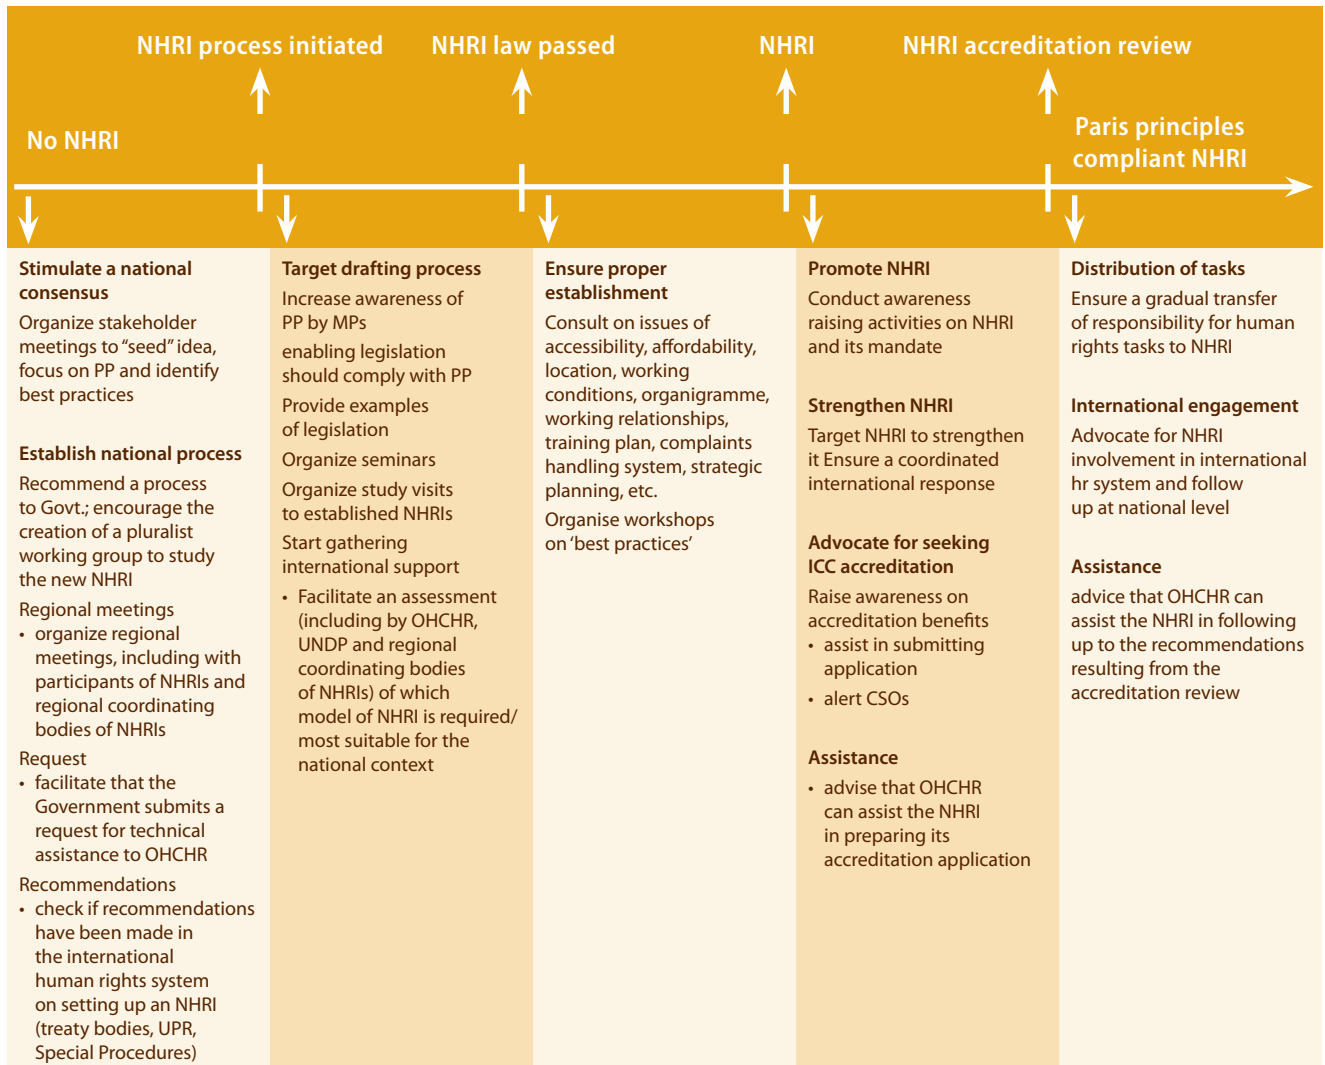 NHRI process initiated
NHRI law passed
NHRI
NHRI accreditation review
No NHRI
Paris principles
compliant NHRI
Stimulate a national
consensus
Organize stakeholder
meetings to “seed” idea,
focus on PP and identify
best practices
Establish national process
Recommend a process
to Govt.; encourage the
creation of a pluralist
working group to study
the new NHRI
Regional meetings
• organize regional
meetings, including with
participants of NHRIs and
regional coordinating
bodies of NHRIs
Request
• facilitate that the
Government submits a
request for technical
assistance to OHCHR
Recommendations
• check if recommendations
have been made in
the international
human rights system
on setting up an NHRI
(treaty bodies, UPR,
Special Procedures)
Target drafting process
Increase awareness of
PP by MPs
enabling legislation
should comply with PP
Provide examples
of legislation
Organize seminars
Organize study visits
to established NHRIs
Start gathering
international support
• Facilitate an assessment
(including by OHCHR,
UNDP and regional
coordinating bodies
of NHRIs) of which
model of NHRI is required/
most suitable for the
national context
Ensure proper
establishment
Consult on issues of
accessibility, affordability,
location, working
conditions, organigramme,
working relationships,
training plan, complaints
handling system, strategic
planning, etc.
Organise workshops
on ‘best practices’
Promote NHRI
Conduct awareness
raising activities on NHRI
and its mandate
Strengthen NHRI
Target NHRI to strengthen
it Ensure a coordinated
international response
Advocate for seeking
ICC accreditation
Raise awareness on
accreditation benefits
• assist in submitting
application
• alert CSOs
Assistance
• advise that OHCHR
can assist the NHRI
in preparing its
accreditation application
Distribution of tasks
Ensure a gradual transfer
of responsibility for human
rights tasks to NHRI
International engagement
Advocate for NHRI
involvement in international
hr system and follow
up at national level
Assistance
advice that OHCHR can
assist the NHRI in following
up to the recommendations
resulting from the
accreditation review